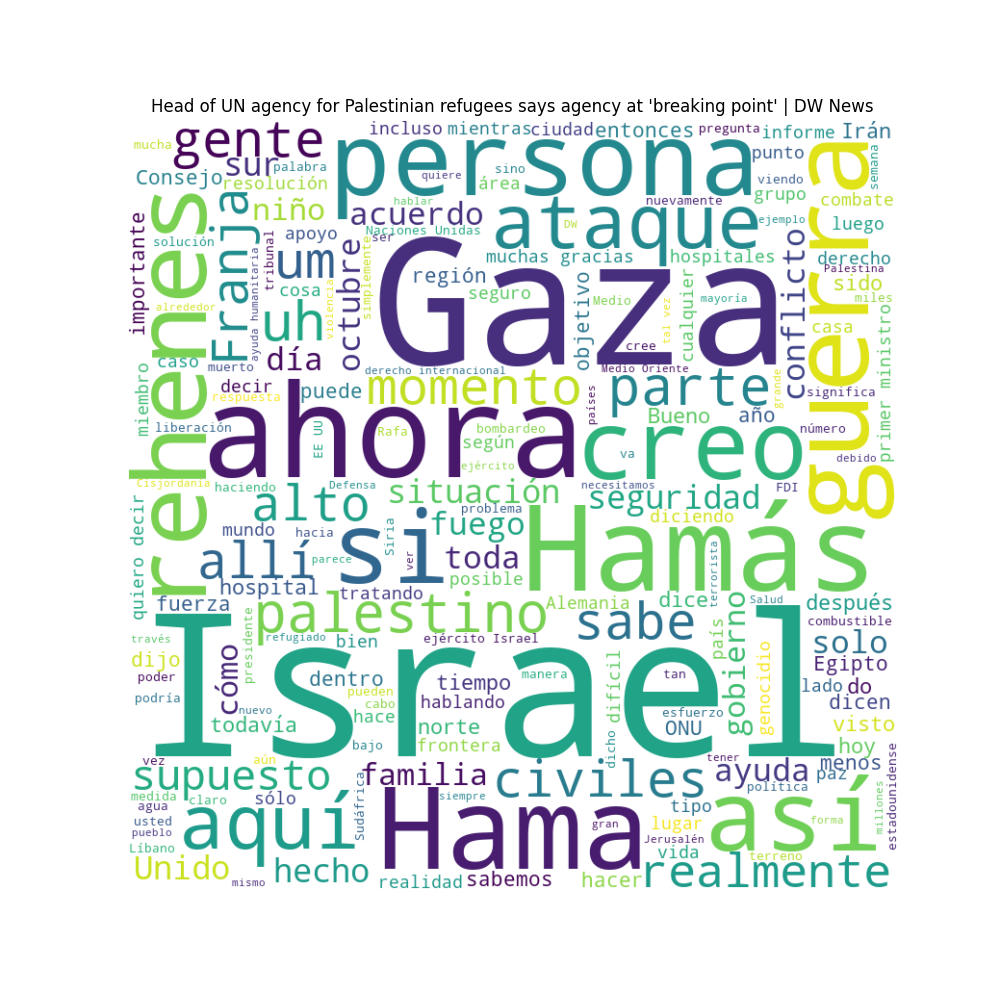 Head of UN agency for Palestinian refugees says agency at 'breaking point' | DW News
mucha
gente
incluso
mientras
ciudad
entonces
pregunta
informe
Irán
Consejo
sur
palabra
persona
quiere
sino
área
punto
viendo
semana
resolución
niño
acuerdo
hablar
ataque
nuevamente
grupo
ejemplo
combate
guerra
luego
importante
solución
rehenes
Franja
tribunal
apoyo
ser
Naciones Unidas
DW
muchas gracias
hospitales
conflicto
derecho
Palestina
ayuda humanitaria
um
octubre
simplemente
Gaza
región
objetivo
cualquier
sido
cosa
seguro
Medio
tal vez
mayoría
miles
alrededor
uh
violencia
cree
casa
primer ministro
caso
día
derecho internacional
Medio Oriente
miembro
muerto
decir
puede
momento
parte
grande
significa
respuesta
ahora
países
Bueno
año
liberación
EE UU
Rafa
bombardeo
según
creo
va
número
debido
ejército
Cisjordania
haciendo
Defensa
situación
necesitamos
seguridad
FDI
quiero decir
alto
problema
fuego
Hamás
diciendo
mundo
hacia
si
Siria
ver
toda
terrorista
allí
parece
posible
hospital
tratando
fuerza
palestino
Alemania
dice
gobierno
Salud
después
combustible
través
presidente
refugiado
bien
ejército Israel
sabe
país
genocidio
solo
Israel
dijo
cómo
poder
dentro
tiempo
manera
difícil
tan
Egipto
podría
pueden
cabo
hablando
lado
do
dicen
nuevo
todavía
hace
norte
esfuerzo
ONU
visto
bajo
frontera
dicho
hoy
vez
aún
tener
menos
estadounidense
supuesto
familia
civiles
ayuda
paz
política
medida
claro
sólo
Sudáfrica
siempre
tipo
millones
agua
usted
aquí
Hama
gran
lugar
así
forma
pueblo
Jerusalén
Líbano
vida
terreno
Unido
hecho
mismo
realidad
sabemos
hacer
realmente